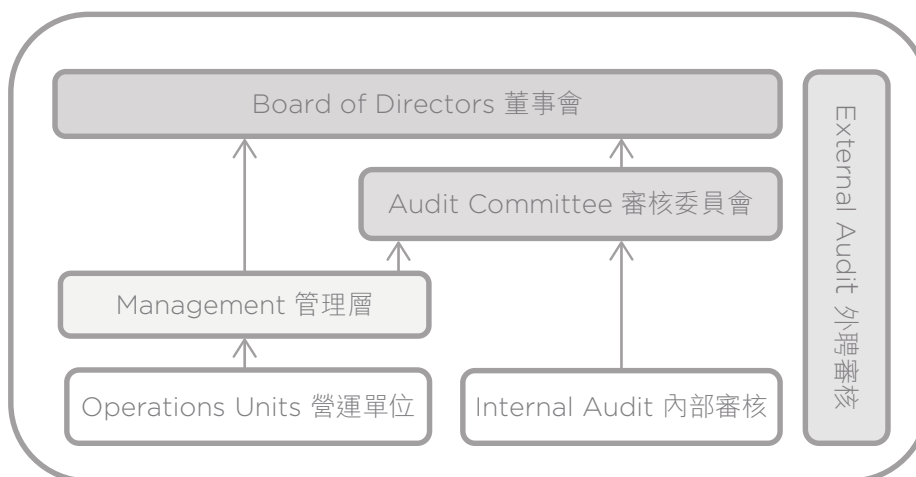 Board of Directors 董事會
Audit Committee 審核委員會
Management 管理層
Operations Units 營運單位
Internal Audit 內部審核
External Audit 外聘審核